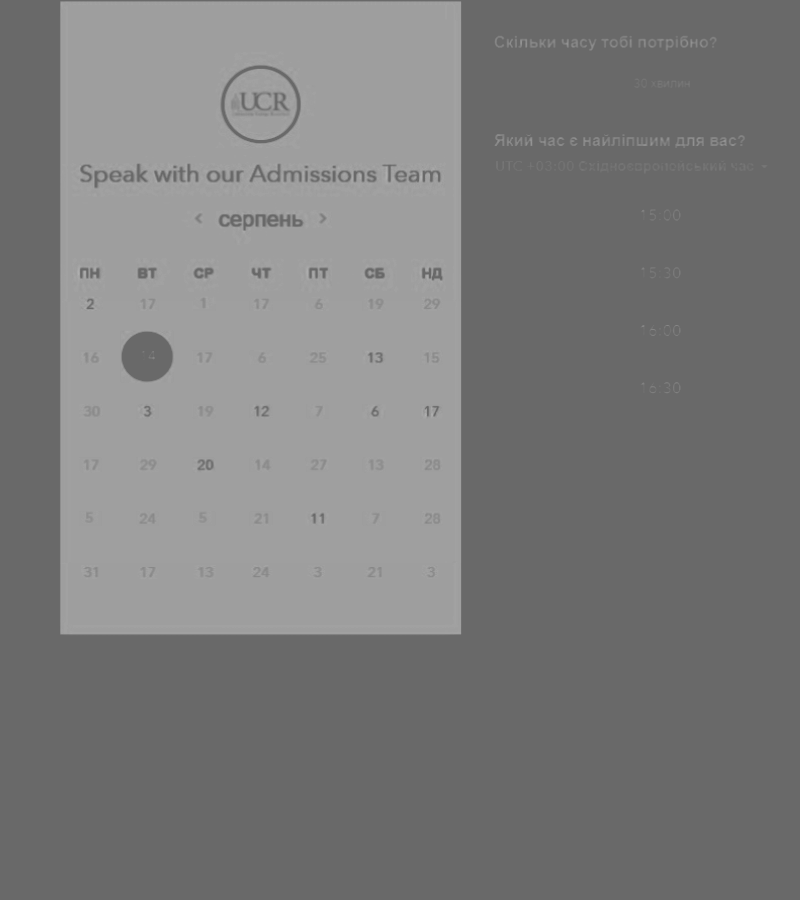 UCR
Speak with our Admissions Team
‹ серпень ›
ПН ВТ СР ЧТ ПТ СБ НД
2 17 1 17 6 19 29
16 14 17 6 25 13 15
30 3 19 12 7 6 17
17 29 20 14 27 13 28
5 24 5 21 11 7 28
31 17 13 24 3 21 3
Скільки часу тобі потрібно?
30 хвилин
Який час є найліпшим для вас?
UTC +03:00 Східноєвропейський час
15:00
15:30
16:00
16:30